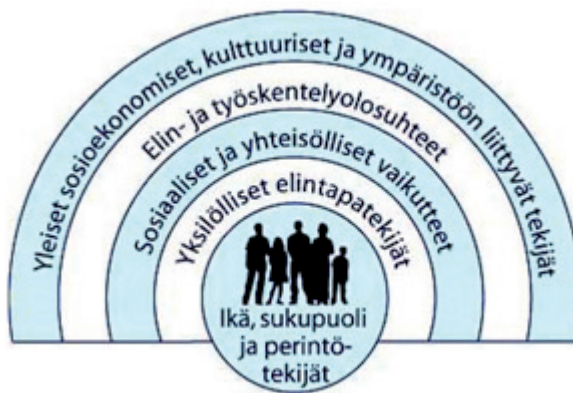 Yleiset sosioekonomiset, kulttuuriset ja ympäristöön liittyvät tekijät
Elin- ja työskentelyolosuhteet
Sosiaaliset ja yhteisölliset vaikutteet
Yksilölliset elintapatekijät
Ikä, sukupuoli
ja perintö-
tekijät